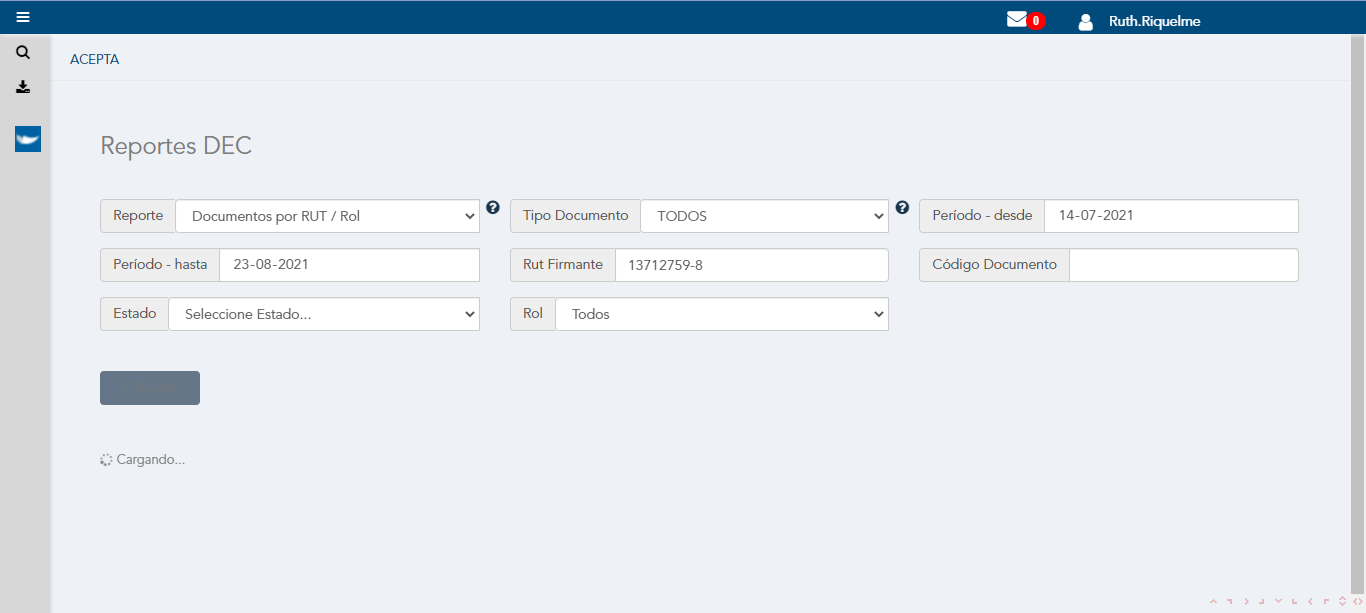 0 Ruth.Riquelme
ACEPTA
Reportes DEC
Reporte Documentos por RUT / Rol ? Tipo Documento TODOS ? Período - desde 14-07-2021
Período - hasta 23-08-2021 Rut Firmante 13712759-8 Código Documento
Estado Seleccione Estado... Rol Todos
Cargando...